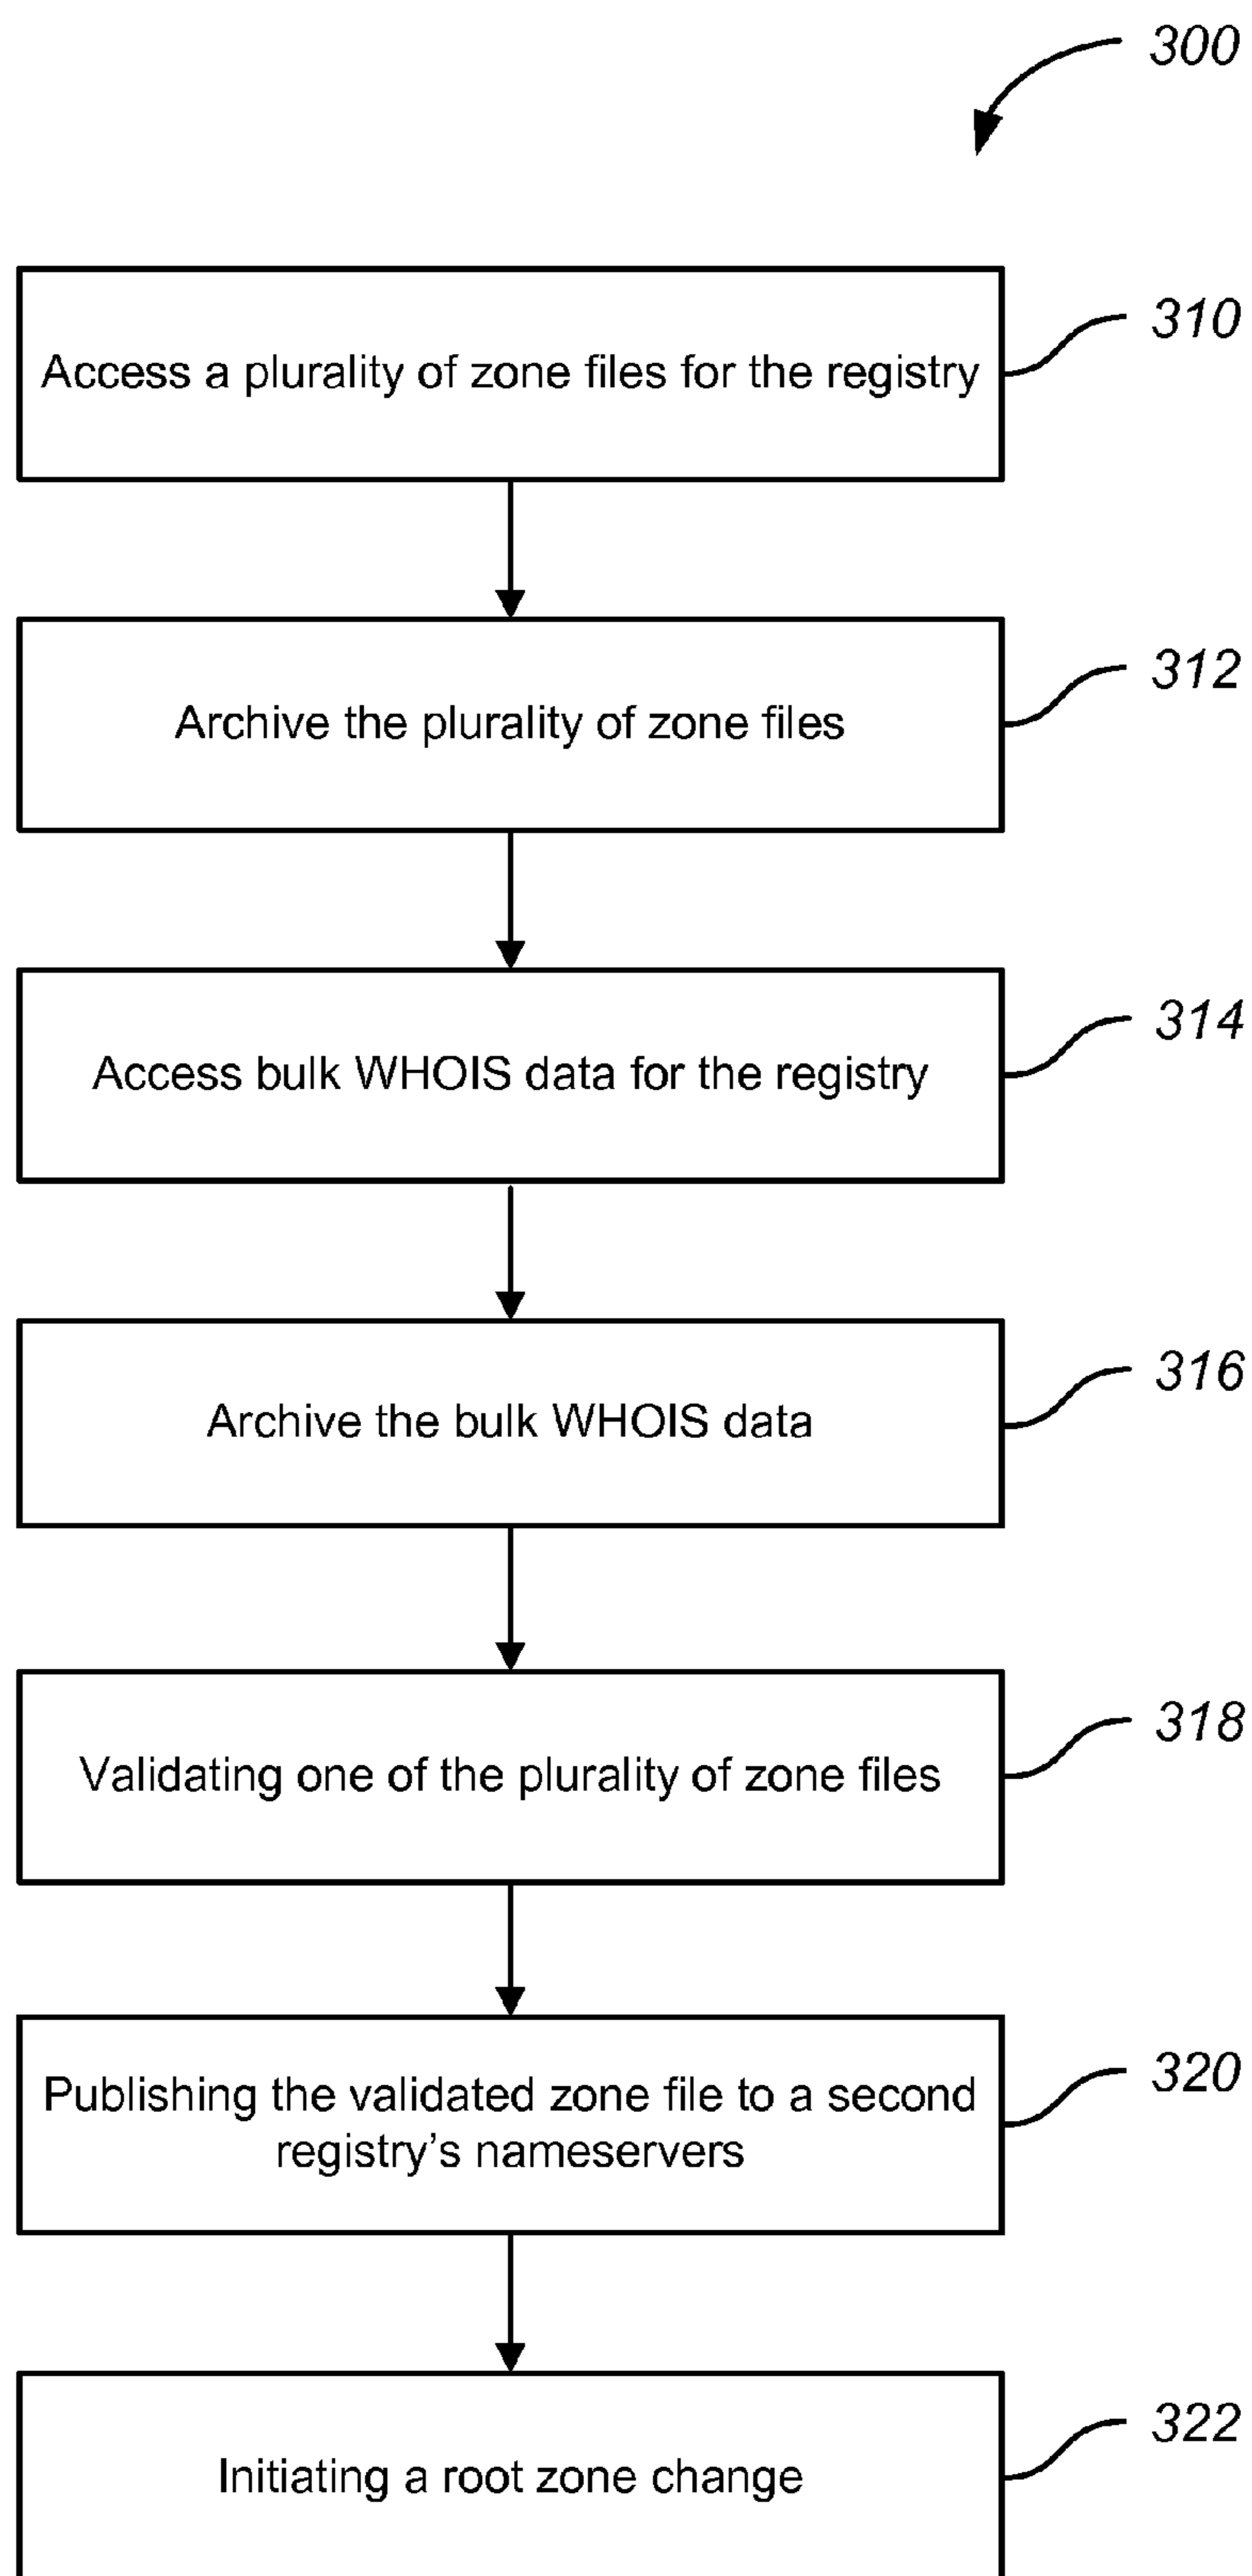 300
Access a plurality of zone files for the registry
310
Archive the plurality of zone files
312
Access bulk WHOIS data for the registry
314
Archive the bulk WHOIS data
316
Validating one of the plurality of zone files
318
Publishing the validated zone file to a second
registry's nameservers
320
Initiating a root zone change
322